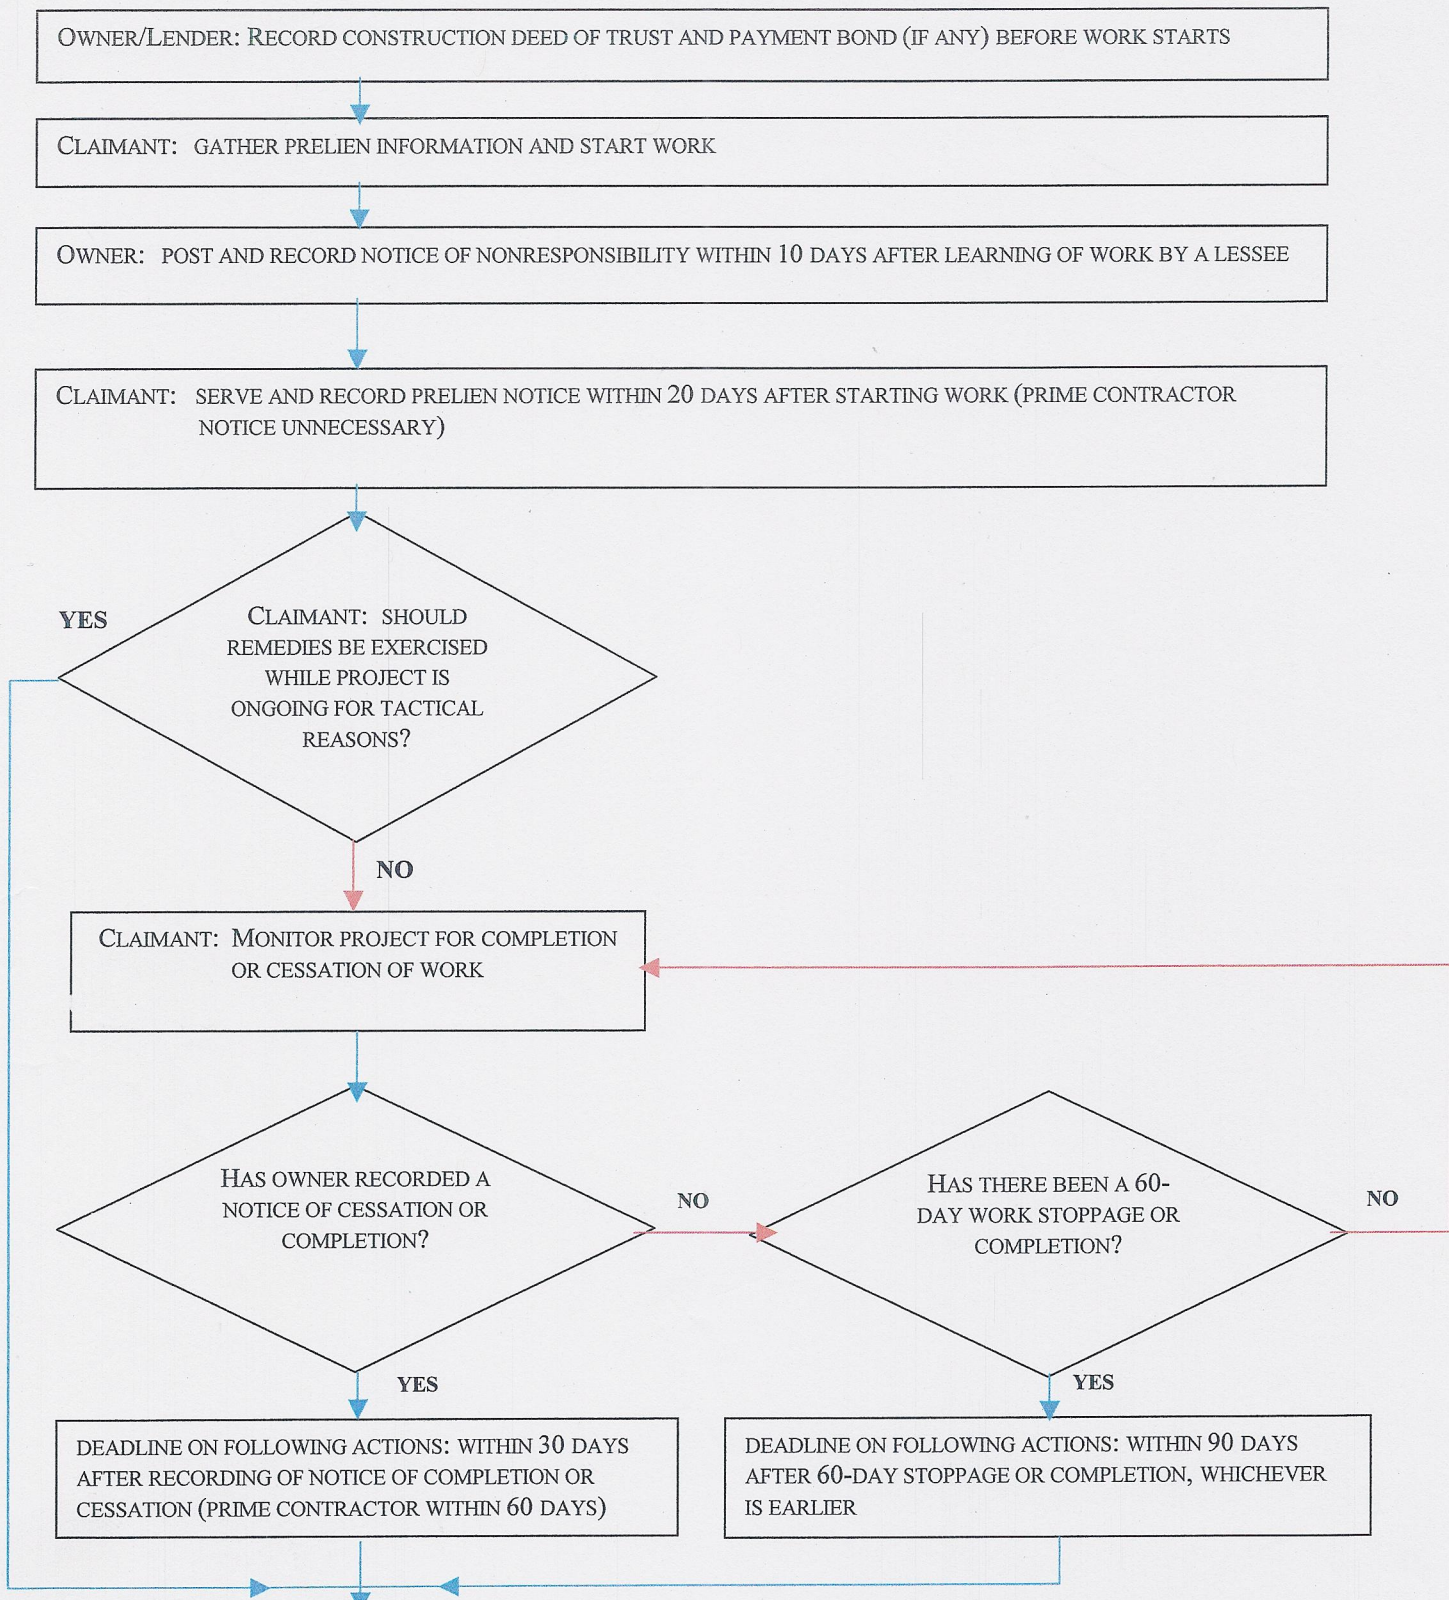 OWNER/LENDER: RECORD CONSTRUCTION DEED OF TRUST AND PAYMENT BOND (IF ANY) BEFORE WORK STARTS
CLAIMANT: GATHER PRELIEN INFORMATION AND START WORK
OWNER: POST AND RECORD NOTICE OF NONRESPONSIBILITY WITHIN 10 DAYS AFTER LEARNING OF WORK BY A LESSEE
CLAIMANT: SERVE AND RECORD PRELIEN NOTICE WITHIN 20 DAYS AFTER STARTING WORK (PRIME CONTRACTOR
NOTICE UNNECESSARY)
YES
CLAIMANT: SHOULD
REMEDIES BE EXERCISED
WHILE PROJECT IS
ONGOING FOR TACTICAL
REASONS?
NO
CLAIMANT: MONITOR PROJECT FOR COMPLETION
OR CESSATION OF WORK
HAS OWNER RECORDED A
NOTICE OF CESSATION OR
COMPLETION?
NO
HAS THERE BEEN A 60-
DAY WORK STOPPAGE OR
COMPLETION?
NO
YES
YES
DEADLINE ON FOLLOWING ACTIONS: WITHIN 30 DAYS
AFTER RECORDING OF NOTICE OF COMPLETION OR
CESSATION (PRIME CONTRACTOR WITHIN 60 DAYS)
DEADLINE ON FOLLOWING ACTIONS: WITHIN 90 DAYS
AFTER 60-DAY STOPPAGE OR COMPLETION, WHICHEVER
IS EARLIER